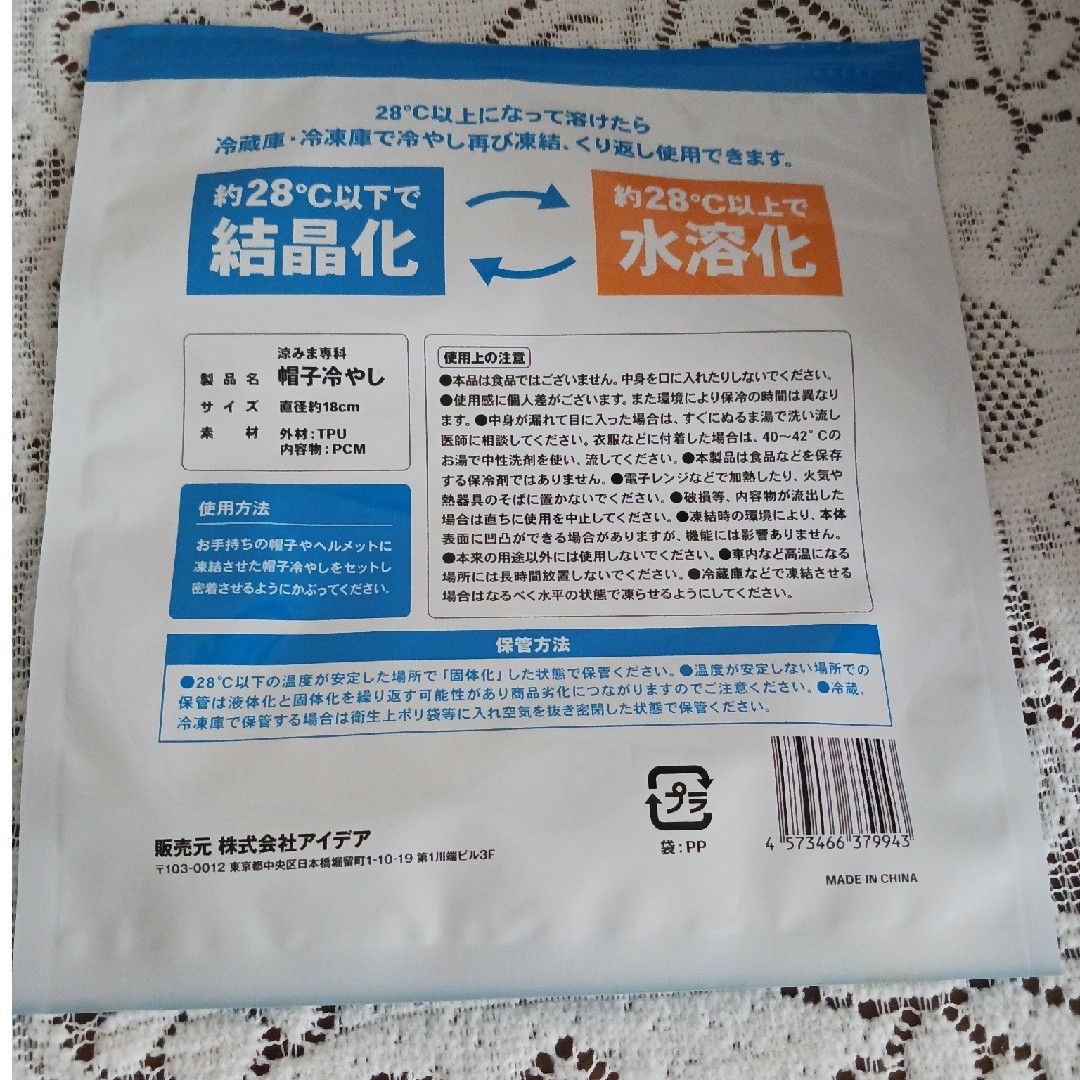 28℃以上になって溶けたら
冷蔵庫・冷凍庫で冷やし再び凍結、くり返し使用できます。
約28℃以下で
結晶化
約28℃以上で
水溶化
涼みま専科
製品名 帽子冷やし
サイズ 直径約18cm
素材 外材:TPU
内容物:PCM
使用方法
お手持ちの帽子やヘルメットに
凍結させた帽子冷やしをセットし
密着させるようにかぶってください。
使用上の注意
●本品は食品ではございません。中身を口に入れたりしないでください。
●使用感に個人差がございます。また環境により保冷の時間は異なり
ます。●中身が漏れて目に入った場合は、すぐにぬるま湯で洗い流し
医師に相談してください。衣服などに付着した場合は、40〜42°Cの
お湯で中性洗剤を使い、流してください。●本製品は食品などを保存
する保冷剤ではありません。●電子レンジなどで加熱したり、火気や
熱器具のそばに置かないでください。●破損等、内容物が流出した
場合は直ちに使用を中止してください。●凍結時の環境により、本体
表面に凹凸ができる場合がありますが、機能には影響ありません。
●本来の用途以外には使用しないでください。●車内など高温になる
場所には長時間放置しないでください。●冷蔵庫などで凍結させる
場合はなるべく水平の状態で凍らせるようにしてください。
保管方法
●28℃以下の温度が安定した場所で「固体化」した状態で保管ください。●温度が安定しない場所での
保管は液体化と固体化を繰り返す可能性があり商品劣化につながりますのでご注意ください。●冷蔵、
冷凍庫で保管する場合は衛生上ポリ袋等に入れ空気を抜き密閉した状態で保管ください。
プラ
袋:PP
4 573466 379943
MADE IN CHINA
販売元 株式会社アイデア
〒103-0012 東京都中央区日本橋堀留町1-10-19 第1川端ビル3F